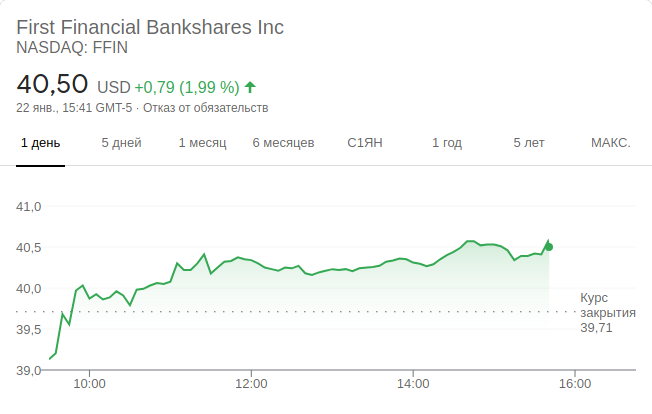 First Financial Bankshares Inc
NASDAQ: FFIN
40,50 USD +0,79 (1,99 %)
22 янв., 15:41 GMT-5 · Отказ от обязательств
1 день 5 дней 1 месяц 6 месяцев С1ЯН 1 год 5 лет МАКС.
41,0
40,5
40,0
39,5
39,0
Курс
закрытия
39,71
10:00 12:00 14:00 16:00